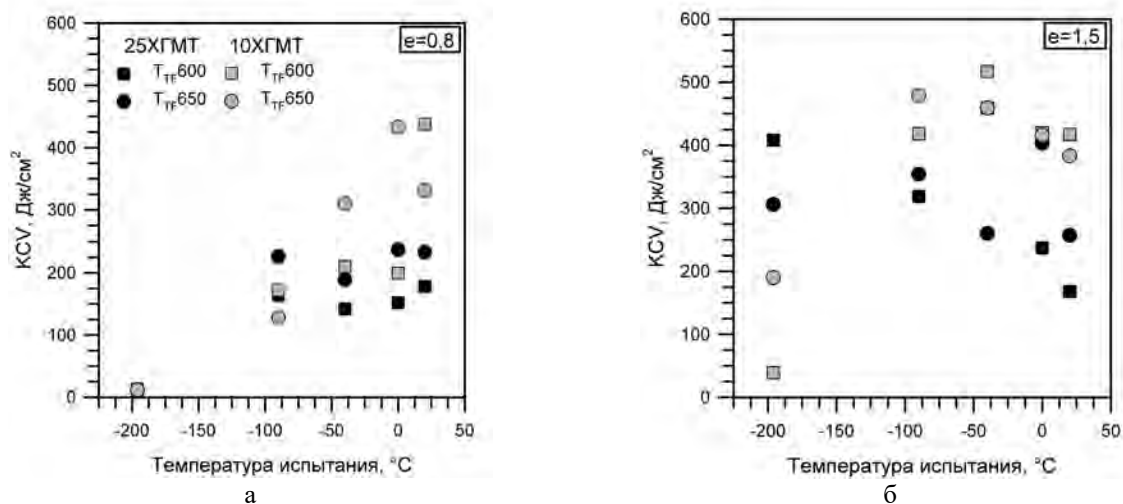 600
500
400
300
200
100
0
KCV, Дж/см²
e=0,8
25ХГМТ 10ХГМТ
T_TF600 T_TF600
T_TF650 T_TF650
-200 -150 -100 -50 0 50
Температура испытания, °C
а
600
500
400
300
200
100
0
KCV, Дж/см²
e=1,5
-200 -150 -100 -50 0 50
Температура испытания, °C
б